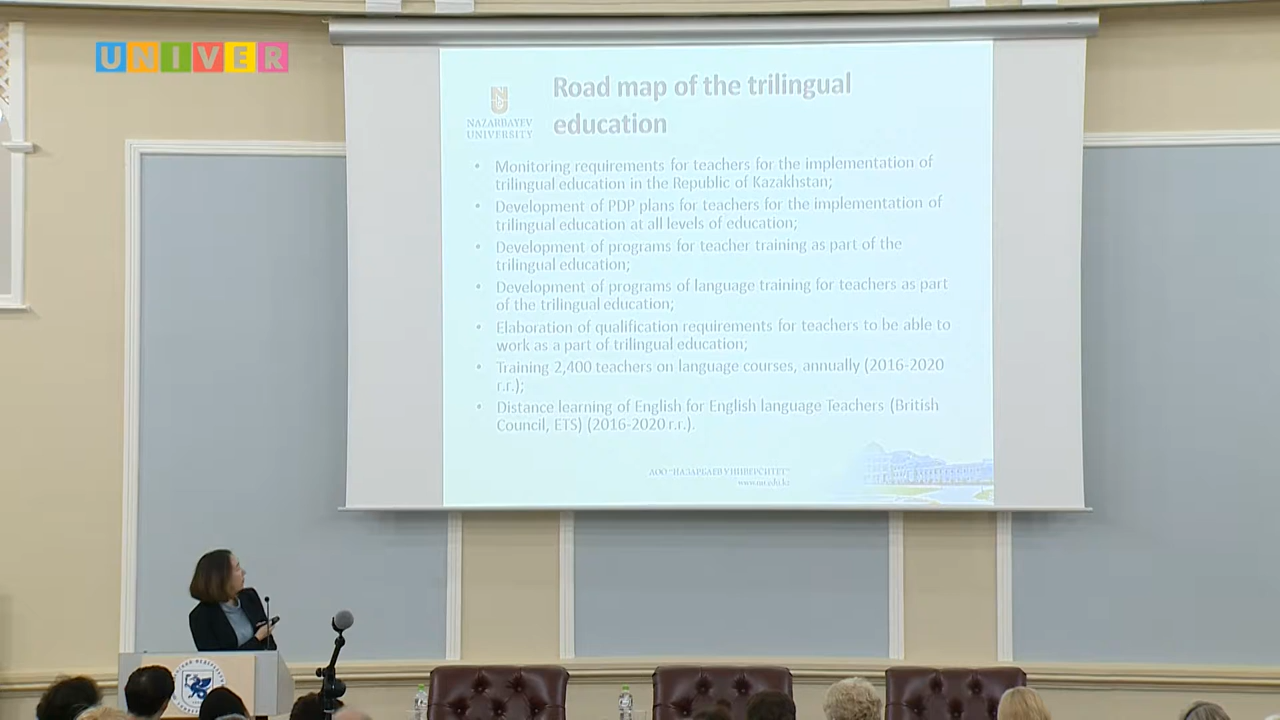 UNIVER
NAZARBAYEV
UNIVERSITY
Road map of the trilingual
education
• Monitoring requirements for teachers for the implementation of
trilingual education in the Republic of Kazakhstan;
• Development of PDP plans for teachers for the implementation of
trilingual education at all levels of education;
• Development of programs for teacher training as part of the
trilingual education;
• Development of programs of language training for teachers as part
of the trilingual education;
• Elaboration of qualification requirements for teachers to be able to
work as a part of trilingual education;
• Training 2,400 teachers on language courses, annually (2016-2020
г.г.);
• Distance learning of English for English language Teachers (British
Council, ETS) (2016-2020 г.г.).
АОО "НАЗАРБАЕВ УНИВЕРСИТЕТ"
www.nu.edu.kz